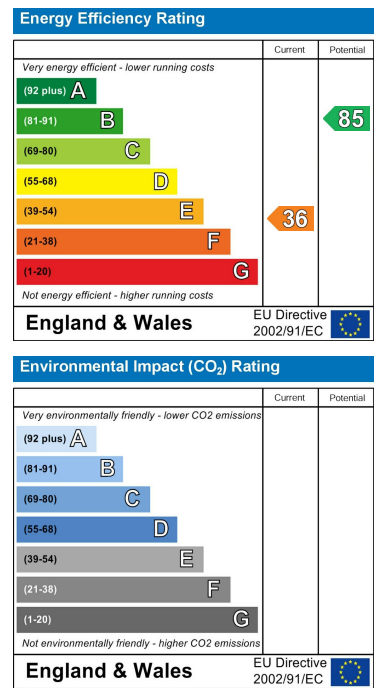 Energy Efficiency Rating
Current Potential
Very energy efficient - lower running costs
(92 plus) A
(81-91) B 85
(69-80) C
(55-68) D
(39-54) E 36
(21-38) F
(1-20) G
Not energy efficient - higher running costs
England & Wales
EU Directive
2002/91/EC
Environmental Impact (CO₂) Rating
Current Potential
Very environmentally friendly - lower CO2 emissions
(92 plus) A
(81-91) B
(69-80) C
(55-68) D
(39-54) E
(21-38) F
(1-20) G
Not environmentally friendly - higher CO2 emissions
England & Wales
EU Directive
2002/91/EC